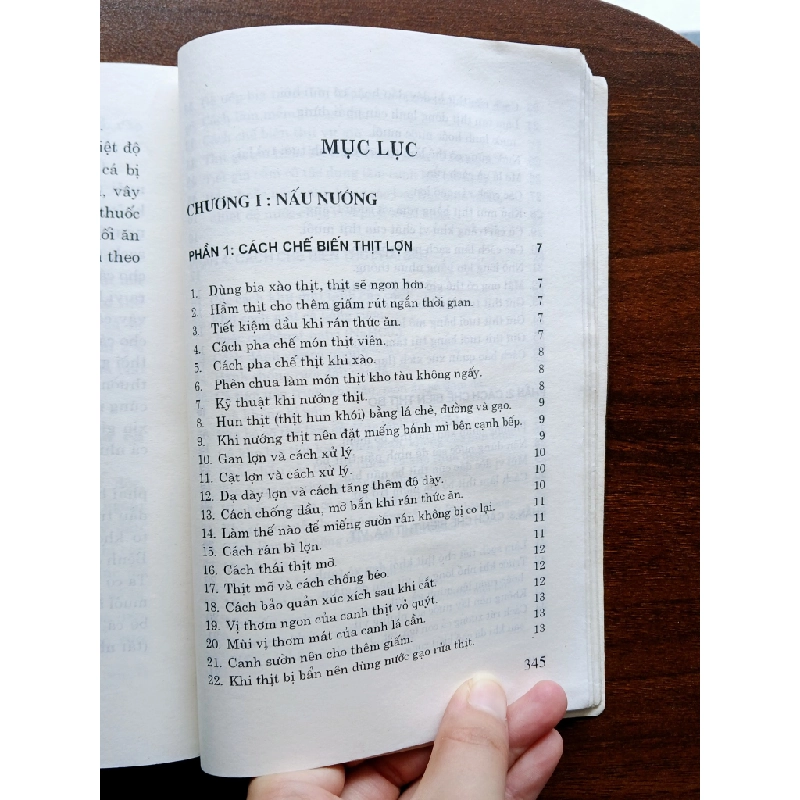 iệt độ
cá bị
, vây
thuốc
ối ăn
theo
MỤC LỤC
CHƯƠNG I : NẤU NƯỚNG
PHẦN 1: CÁCH CHẾ BIẾN THỊT LỢN 7
1. Dùng bia xào thịt, thịt sẽ ngon hơn. 7
2. Hầm thịt cho thêm giấm rút ngắn thời gian. 7
3. Tiết kiệm dầu khi rán thức ăn. 7
4. Cách pha chế món thịt viên. 7
5. Cách pha chế thịt khi xào. 8
6. Phèn chua làm món thịt kho tàu không ngấy. 8
7. Kỹ thuật khi nướng thịt. 8
8. Hun thịt (thịt hun khói) bằng lá chè, đường và gạo. 9
9. Khi nướng thịt nên đặt miếng bánh mì bên cạnh bếp. 9
10. Gan lợn và cách xử lý. 9
11. Cật lợn và cách xử lý. 10
12. Dạ dày lợn và cách tăng thêm độ dày. 10
13. Cách chống dầu, mỡ bắn khi rán thức ăn. 10
14. Làm thế nào để miếng sườn rán không bị co lại. 11
15. Cách rán bì lợn. 11
16. Cách thái thịt mỡ 11
17. Thịt mỡ và cách chống béo 12
18. Cách bảo quản xúc xích sau khi cắt. 12
19. Vị thơm ngon của canh thịt vỏ quýt. 12
20. Mùi vị thơm mát của canh lá cần. 13
21. Canh sườn nên cho thêm giấm. 13
22. Khi thịt bị bẩn nên dùng nước gạo rửa thịt. 13
345